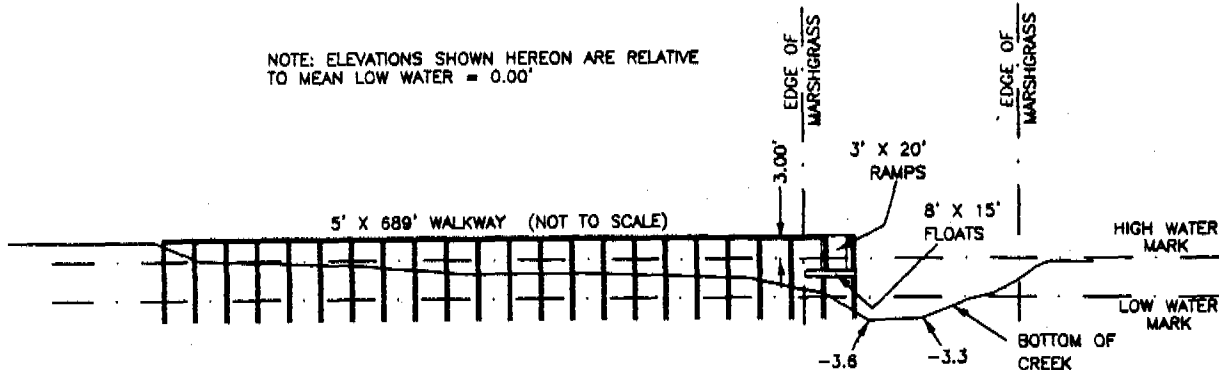 NOTE: ELEVATIONS SHOWN HEREON ARE RELATIVE
TO MEAN LOW WATER = 0.00'
EDGE OF
MARSHGRASS
EDGE OF
MARSHGRASS
3.00'
3' X 20'
RAMPS
5' X 689' WALKWAY (NOT TO SCALE)
8' X 15'
FLOATS
HIGH WATER
MARK
LOW WATER
MARK
BOTTOM OF
CREEK
-3.6
-3.3